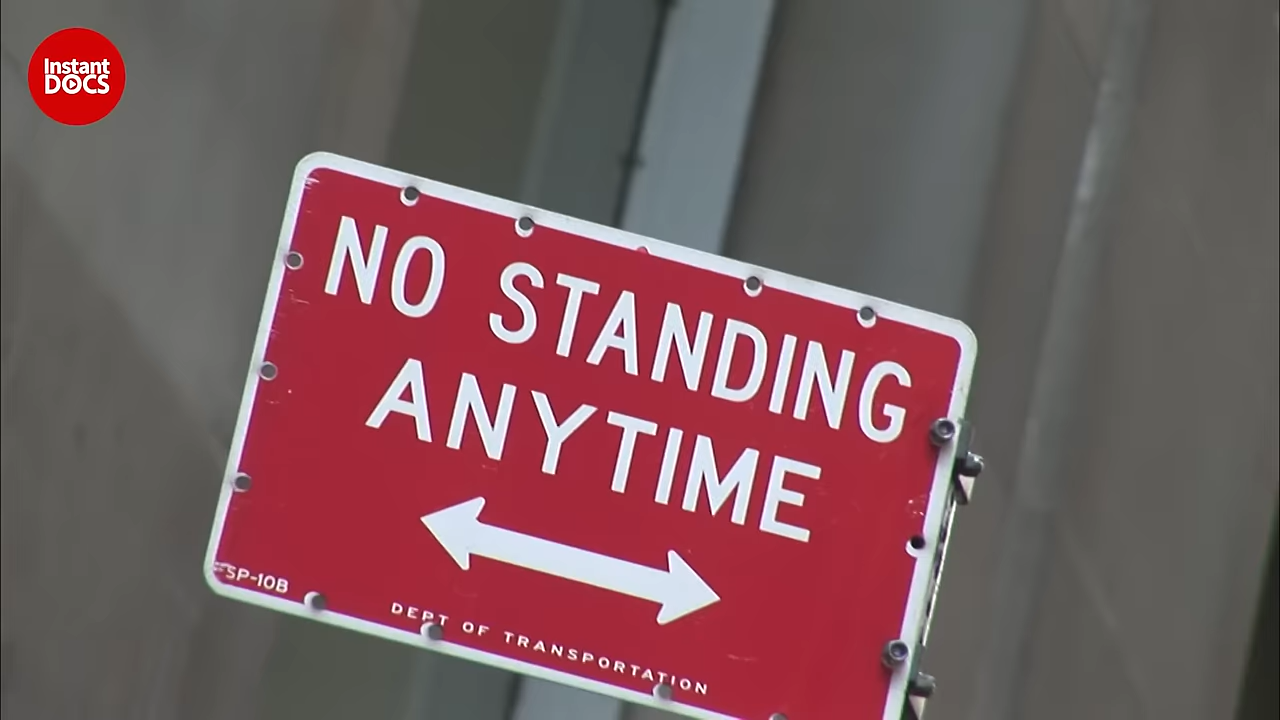 Instant
DOCS
NO STANDING
ANYTIME
SP-10B
DEPT OF TRANSPORTATION